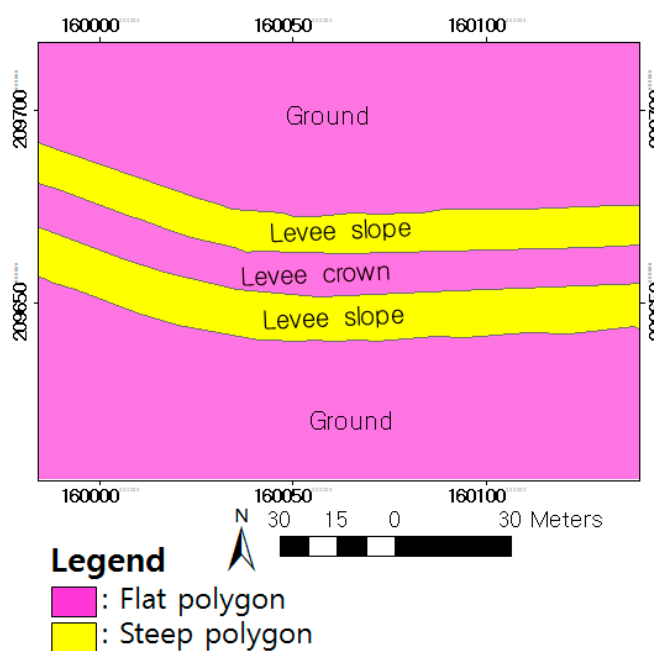 160000 160050 160100
209700 209700
Ground
Levee slope
Levee crown
209650
Levee slope
Ground
160000 160050 160100
N 30 15 0 30 Meters
Legend
: Flat polygon
: Steep polygon